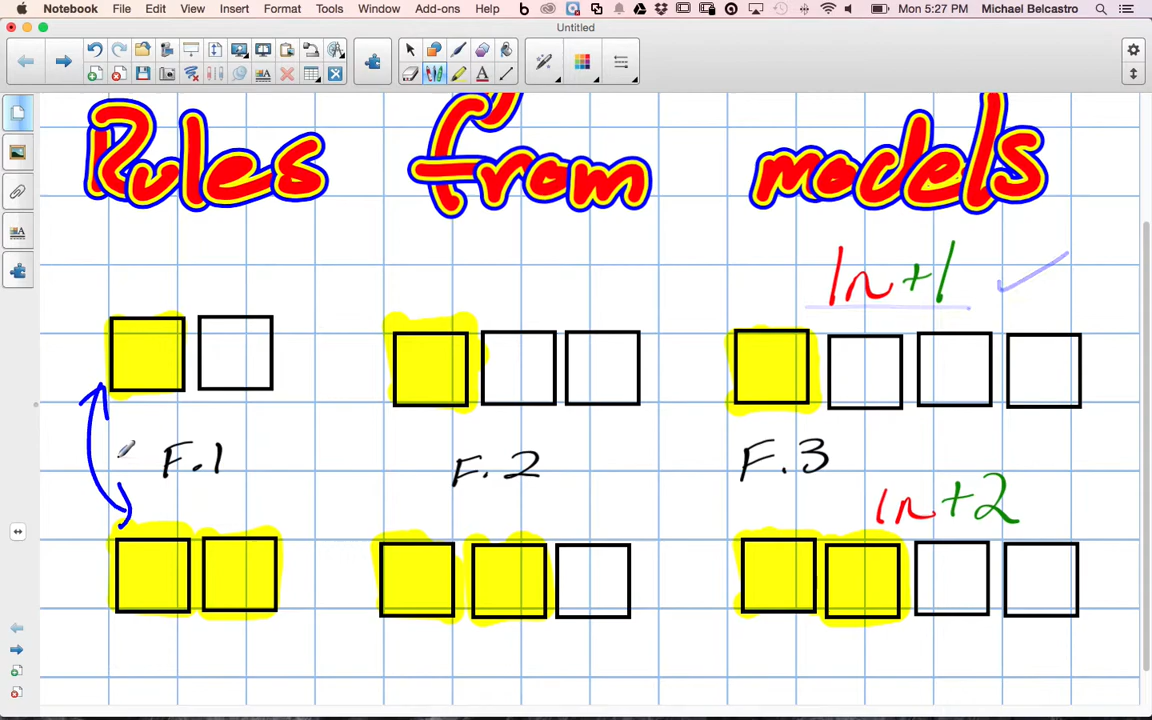 Notebook File Edit View Insert Format Tools Window Add-ons Help Mon 5:27 PM Michael Belcastro
Untitled
Rules from models
1n+1
F.1 F.2 F.3
1n+2